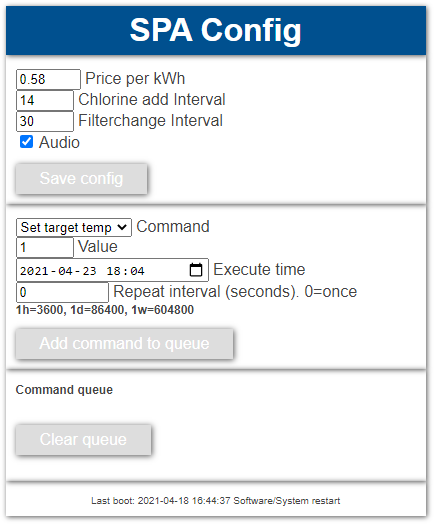 SPA Config
0.58 Price per kWh
14 Chlorine add Interval
30 Filterchange Interval
Audio
Save config
Set target temp Command
1 Value
2021-04-23 18:04 Execute time
0 Repeat interval (seconds). 0=once
1h=3600, 1d=86400, 1w=604800
Add command to queue
Command queue
Clear queue
Last boot: 2021-04-18 16:44:37 Software/System restart